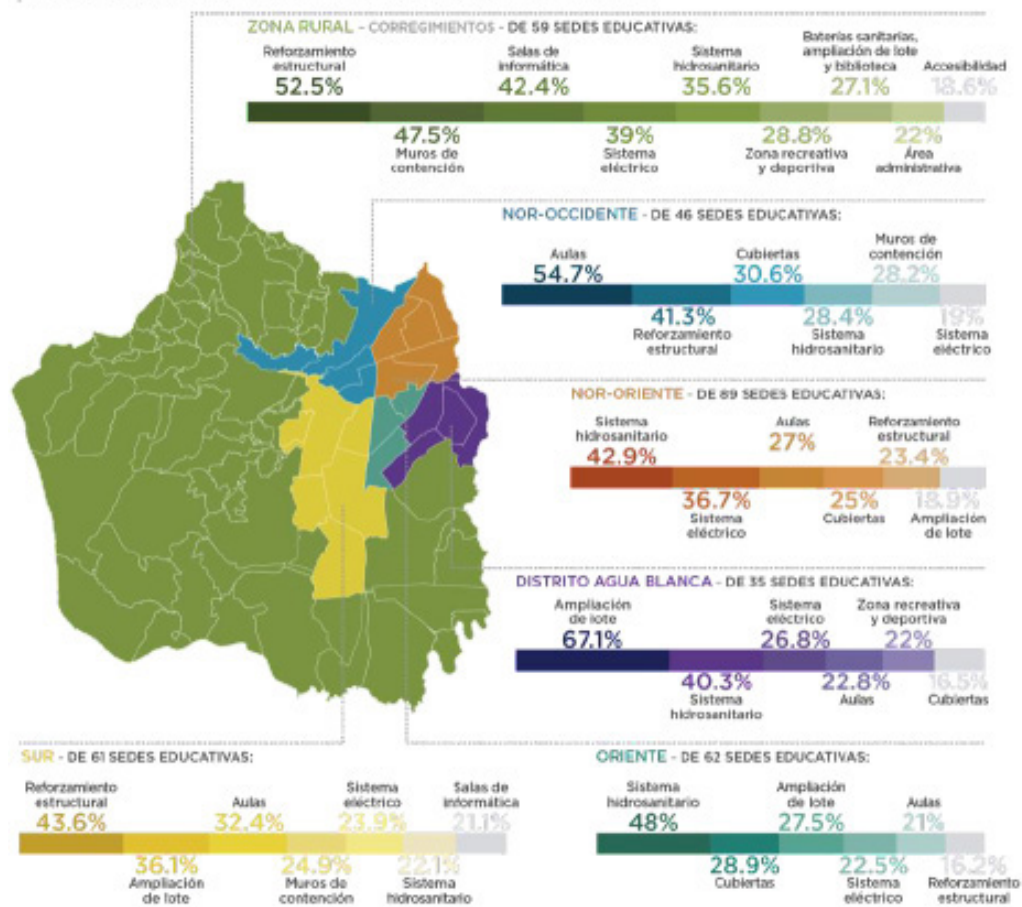 ZONA RURAL - CORREGIMIENTOS - DE 59 SEDES EDUCATIVAS:
Reforzamiento
estructural
52.5%
Salas de
informática
42.4%
Sistema
hidrosanitario
35.6%
Baterías sanitarias,
ampliación de lote
y biblioteca
27.1%
Accesibilidad
18.6%
47.5%
Muros de
contención
39%
Sistema
eléctrico
28.8%
Zona recreativa
y deportiva
22%
Área
administrativa
NOR-OCCIDENTE - DE 46 SEDES EDUCATIVAS:
Aulas
54.7%
Cubiertas
30.6%
Muros de
contención
28.2%
41.3%
Reforzamiento
estructural
28.4%
Sistema
hidrosanitario
19%
Sistema
eléctrico
NOR-ORIENTE - DE 89 SEDES EDUCATIVAS:
Sistema
hidrosanitario
42.9%
Aulas
27%
Reforzamiento
estructural
23.4%
36.7%
Sistema
eléctrico
25%
Cubiertas
18.9%
Ampliación
de lote
DISTRITO AGUA BLANCA - DE 35 SEDES EDUCATIVAS:
Ampliación
de lote
67.1%
Sistema
eléctrico
26.8%
Zona recreativa
y deportiva
22%
40.3%
Sistema
hidrosanitario
22.8%
Aulas
16.5%
Cubiertas
SUR - DE 61 SEDES EDUCATIVAS:
Reforzamiento
estructural
43.6%
Aulas
32.4%
Sistema
eléctrico
23.9%
Salas de
informática
21.1%
36.1%
Ampliación
de lote
24.9%
Muros de
contención
22.1%
Sistema
hidrosanitario
ORIENTE - DE 62 SEDES EDUCATIVAS:
Sistema
hidrosanitario
48%
Ampliación
de lote
27.5%
Aulas
21%
28.9%
Cubiertas
22.5%
Sistema
eléctrico
16.2%
Reforzamiento
estructural